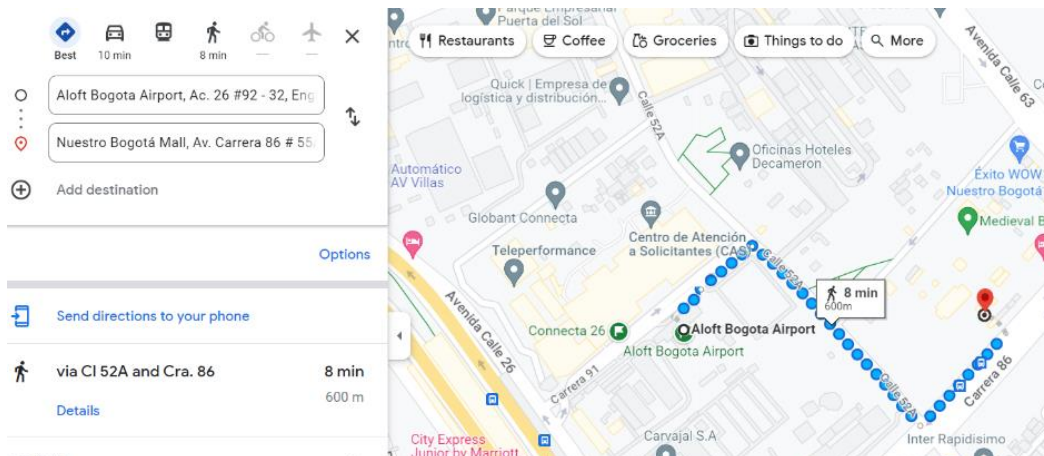 Best
10 min
8 min
Aloft Bogota Airport, Ac. 26 #92 - 32, Eng
Nuestro Bogotá Mall, Av. Carrera 86 # 55
Add destination
Options
Send directions to your phone
via Cl 52A and Cra. 86
8 min
600 m
Details
Restaurants
Coffee
Groceries
Things to do
More
Parque Empresarial
Puerta del Sol
Avenida Calle 63
Quick | Empresa de
logística y distribución...
Calle 52A
Oficinas Hoteles
Decameron
Automático
AV Villas
Éxito WOW
Nuestro Bogotá
Globant Connecta
Medieval B
Centro de Atención
a Solicitantes (CAS)
Teleperformance
Calle 52A
8 min
600m
Avenida Calle 26
Connecta 26
Aloft Bogota Airport
Aloft Bogota Airport
Carrera 91
Calle 52A
Carrera 86
City Express
Junior by Marriott
Carvajal S.A
Inter Rapidisimo